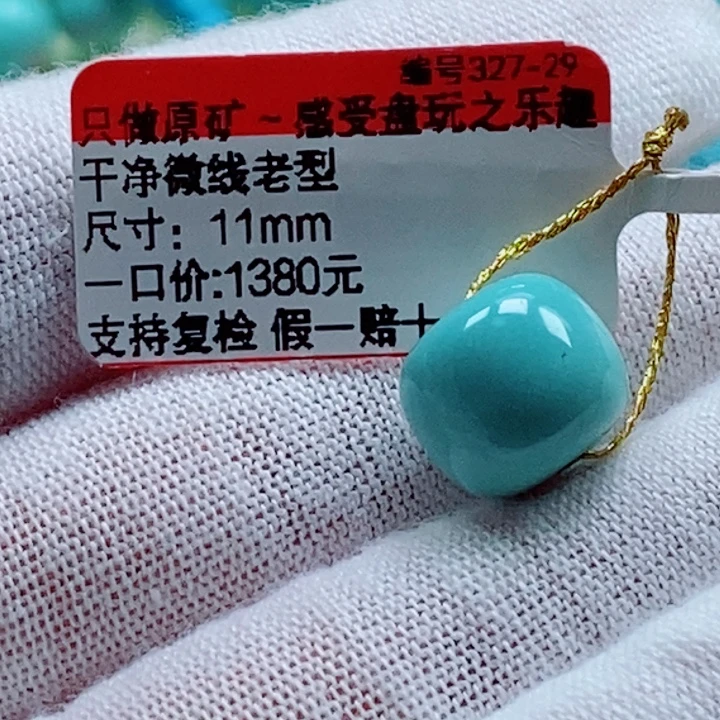 编号327-29
只做原矿~感受盘玩之乐趣
干净微线老型
尺寸：11mm
一口价:1380元
支持复检 假一赔十